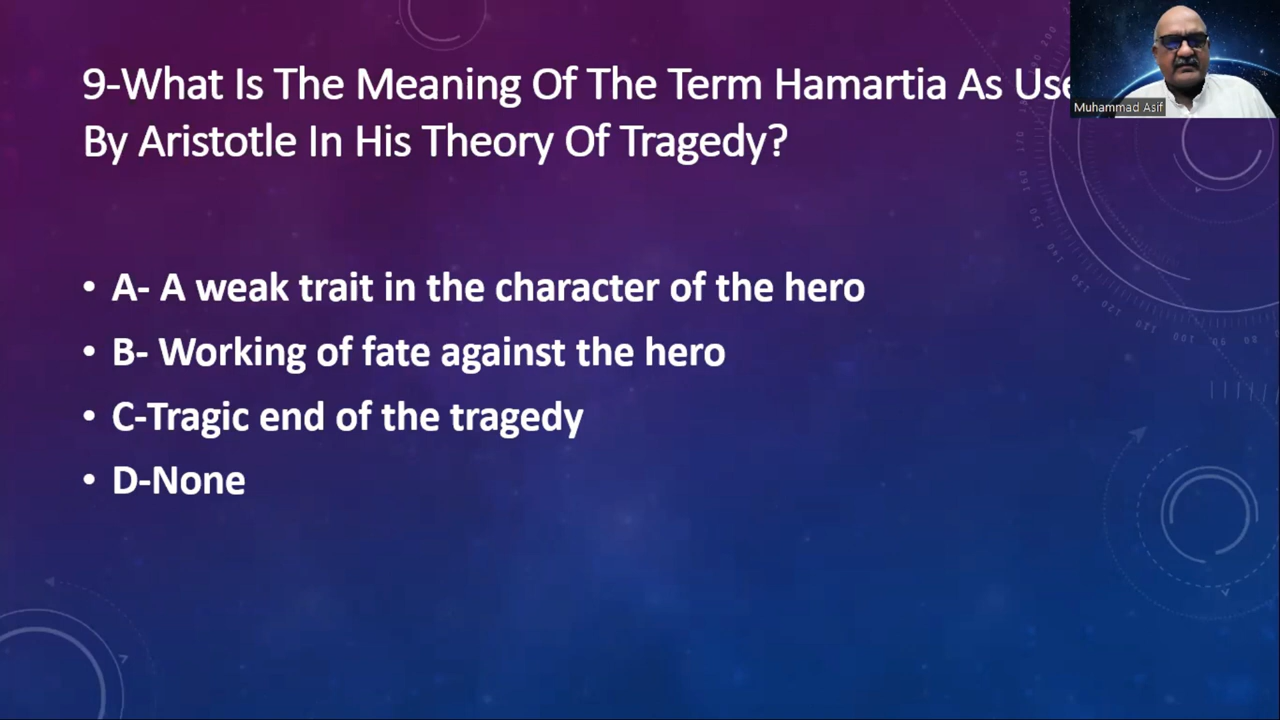 9-What Is The Meaning Of The Term Hamartia As Use
By Aristotle In His Theory Of Tragedy?
Muhammad Asif
• A- A weak trait in the character of the hero
• B- Working of fate against the hero
• C-Tragic end of the tragedy
• D-None